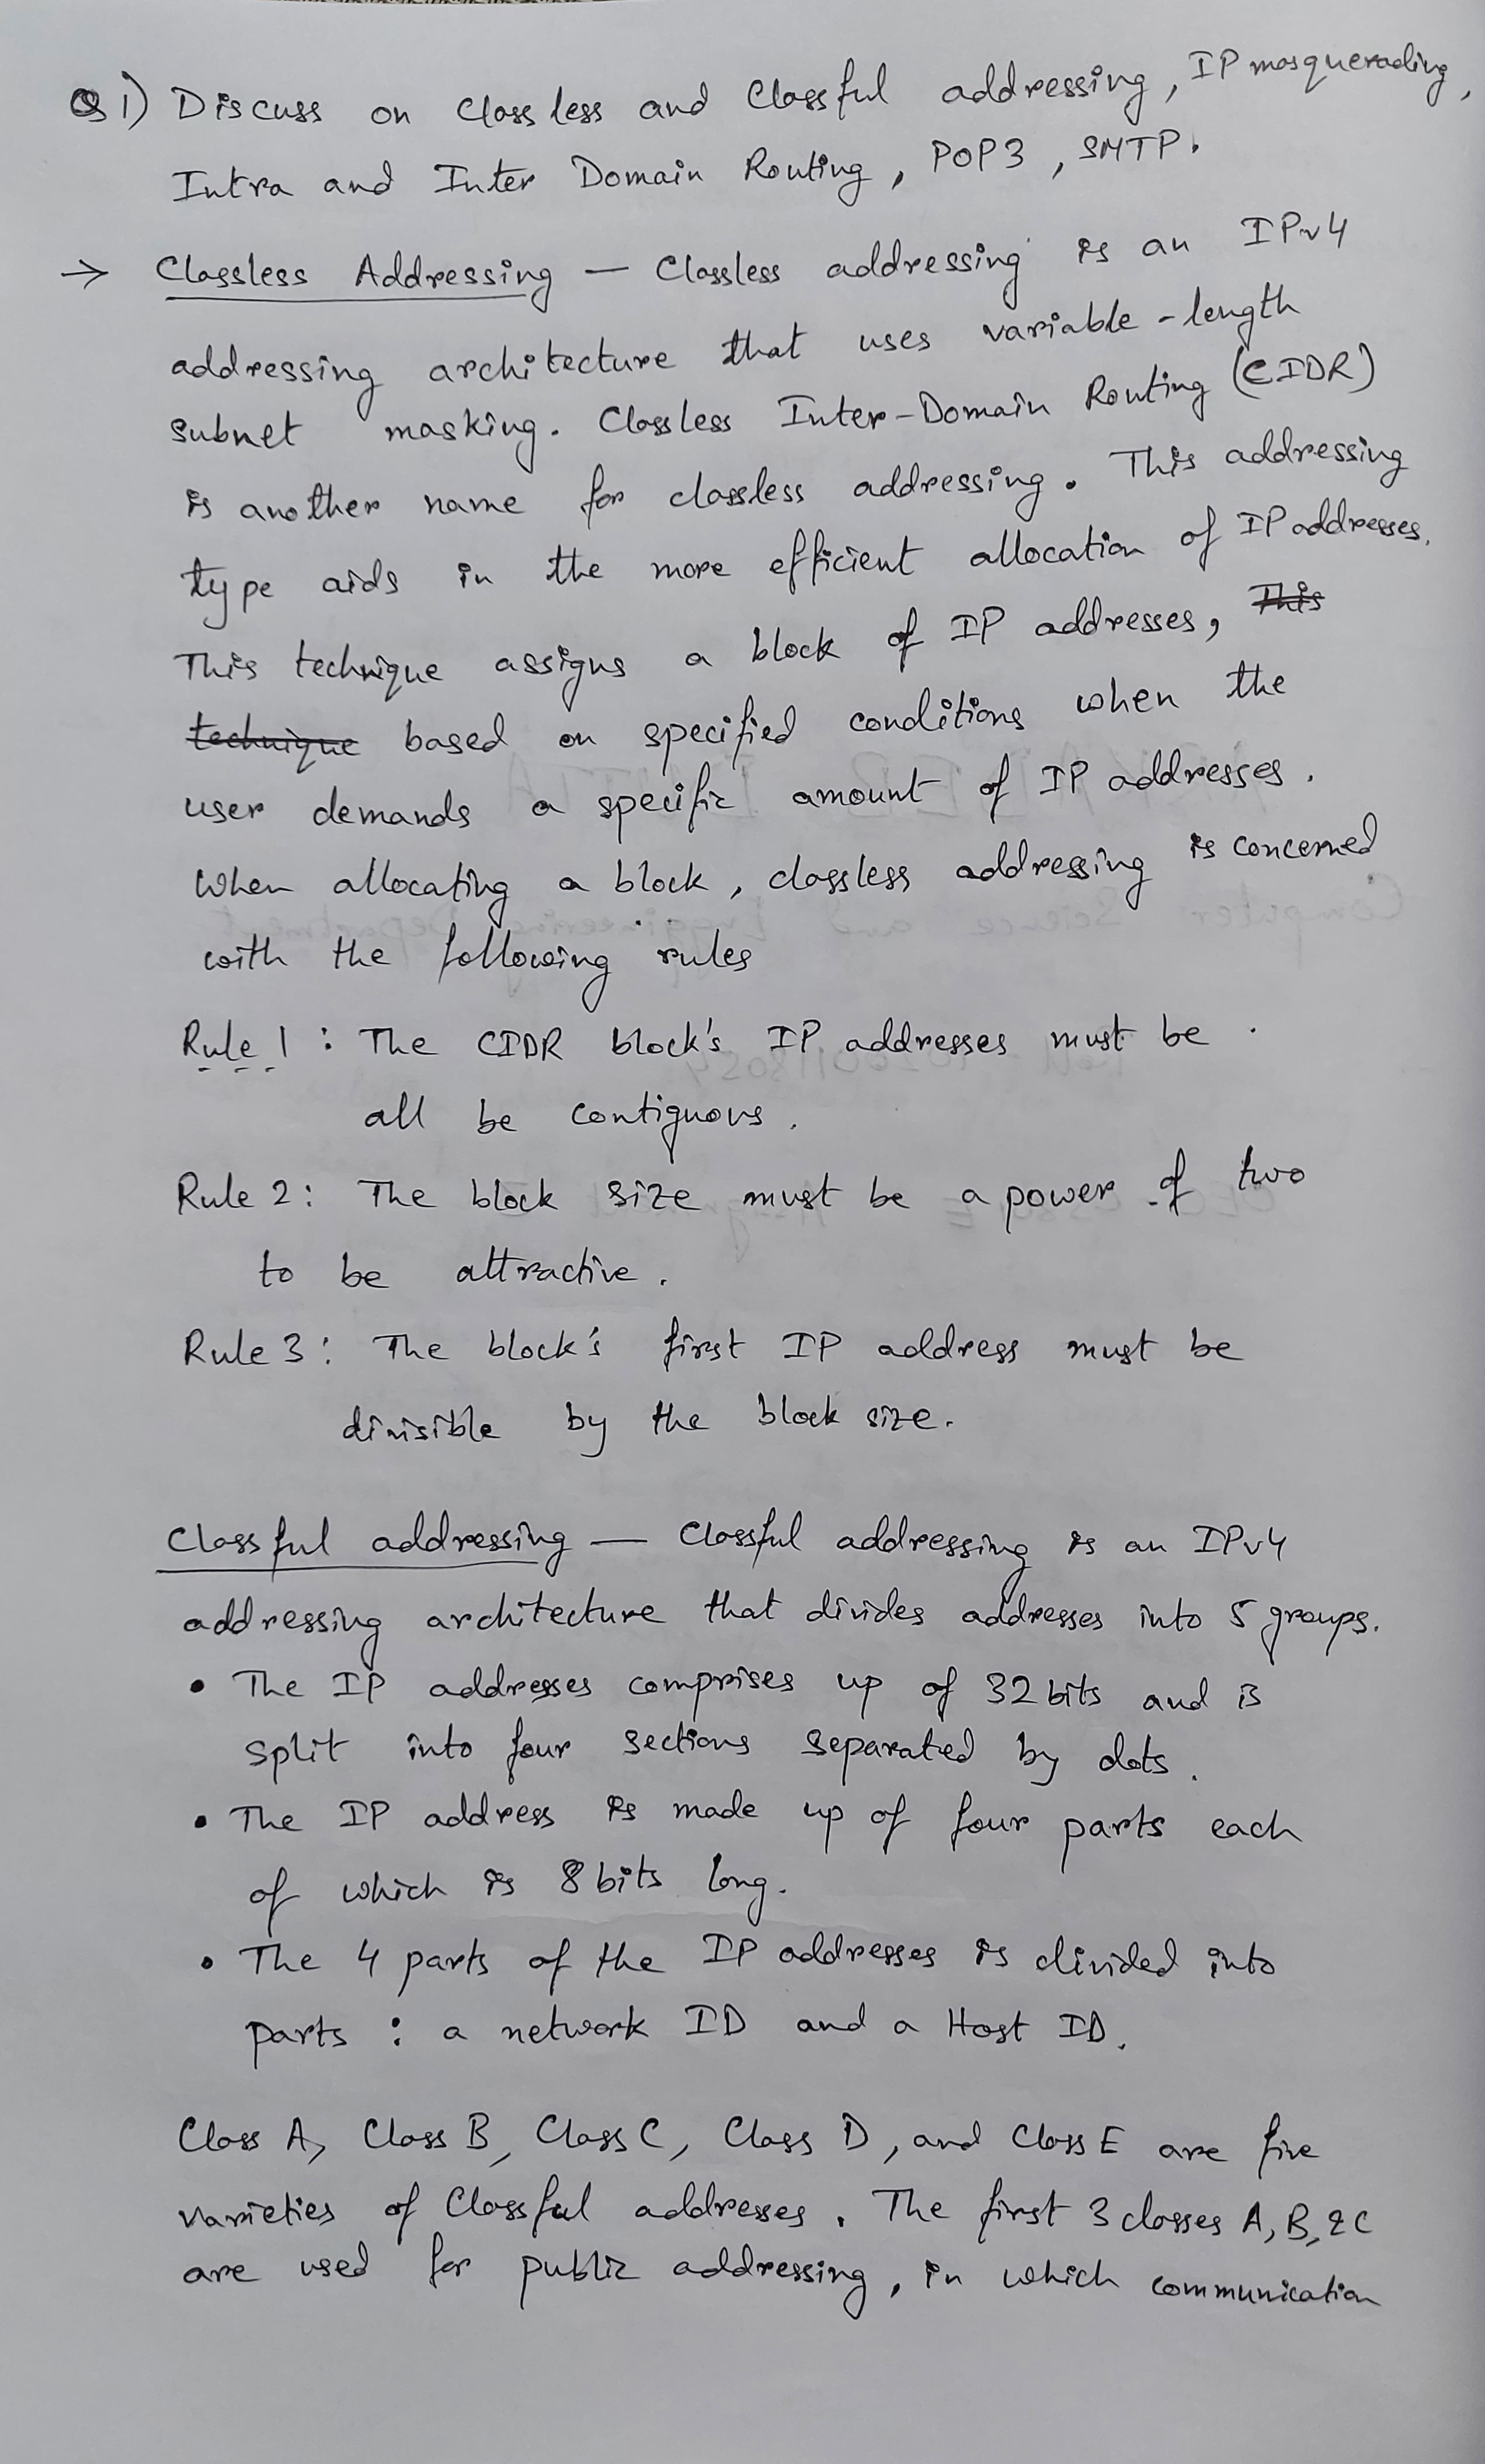 Q1) Discuss on Classless and Classful addressing, IP masquerading,
Intra and Inter Domain Routing, POP3, SMTP.
→ Classless Addressing — Classless addressing is an IPv4
addressing architecture that uses variable-length
subnet masking. Classless Inter-Domain Routing (CIDR)
is another name for classless addressing. This addressing
type aids in the more efficient allocation of IP addresses.
This technique assigns a block of IP addresses, This
technique based on specified conditions when the
user demands a specific amount of IP addresses.
When allocating a block, classless addressing is concerned
with the following rules
Rule 1: The CIDR block's IP addresses must be
all be contiguous.
Rule 2: The block size must be a power of two
to be attractive.
Rule 3: The block's first IP address must be
divisible by the block size.
Classful addressing — Classful addressing is an IPv4
addressing architecture that divides addresses into 5 groups.
• The IP addresses comprises up of 32 bits and is
split into four sections separated by dots.
• The IP address is made up of four parts each
of which is 8 bits long.
• The 4 parts of the IP addresses is divided into
parts : a network ID and a Host ID.
Class A, Class B, Class C, Class D, and Class E are five
varieties of Classful addresses. The first 3 classes A, B, & C
are used for public addressing, in which communication